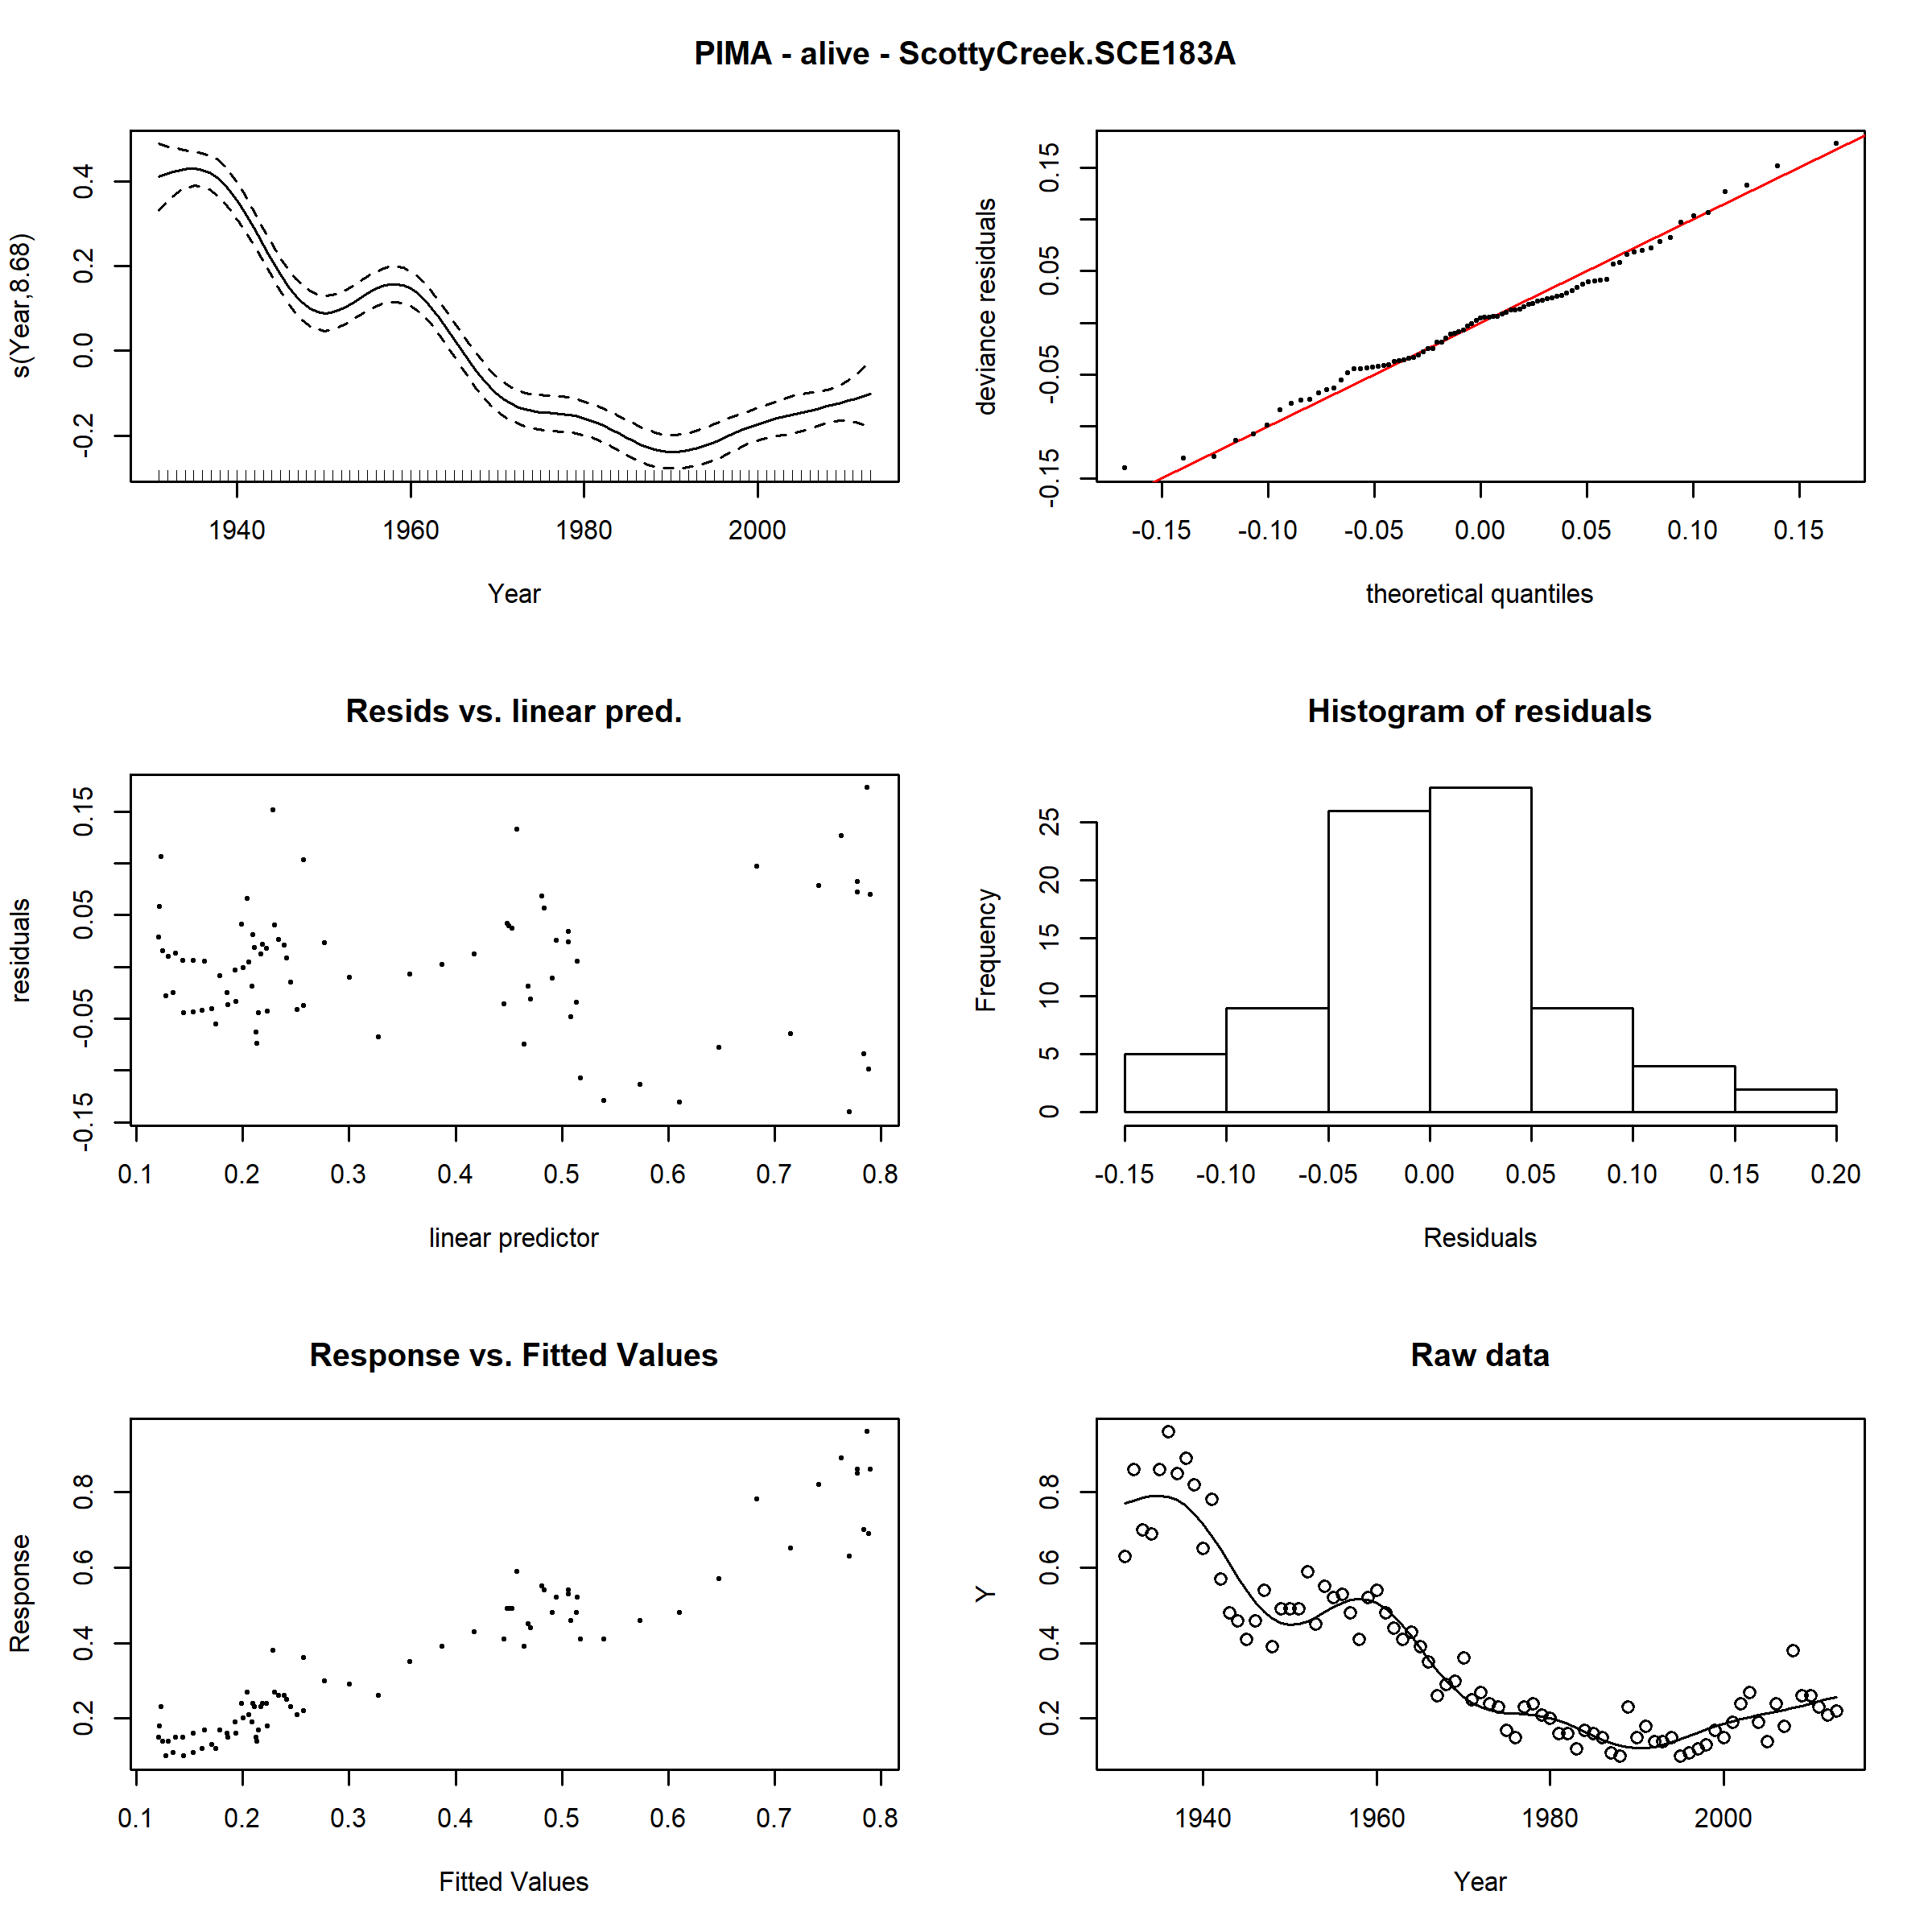 PIMA - alive - ScottyCreek.SCE183A
s(Year,8.68)
0.4
0.2
0.0
-0.2
1940 1960 1980 2000
Year
deviance residuals
0.15
0.05
-0.05
-0.15
-0.15 -0.10 -0.05 0.00 0.05 0.10 0.15
theoretical quantiles
Resids vs. linear pred.
residuals
0.15
0.05
-0.05
-0.15
0.1 0.2 0.3 0.4 0.5 0.6 0.7 0.8
linear predictor
Histogram of residuals
Frequency
25
20
15
10
5
0
-0.15 -0.10 -0.05 0.00 0.05 0.10 0.15 0.20
Residuals
Response vs. Fitted Values
Response
0.8
0.6
0.4
0.2
0.1 0.2 0.3 0.4 0.5 0.6 0.7 0.8
Fitted Values
Raw data
Y
0.8
0.6
0.4
0.2
1940 1960 1980 2000
Year